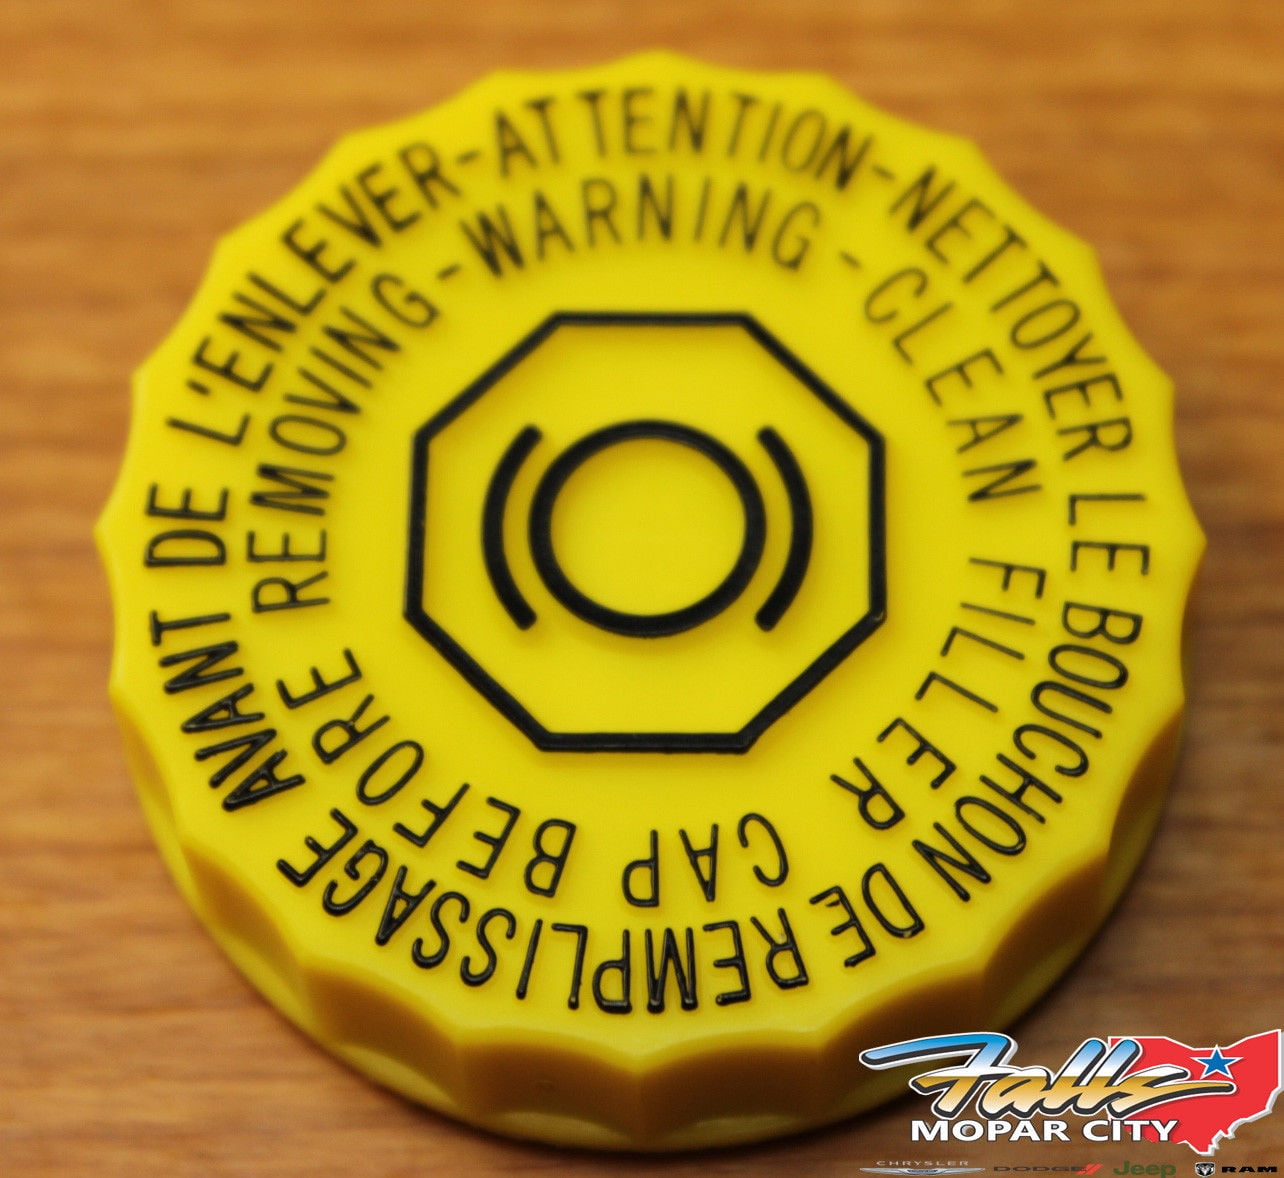 ATTENTION-NETTOYER LE BOUCHON DE REMPLISSAGE AVANT DE L'ENLEVER-
WARNING - CLEAN FILLER CAP BEFORE REMOVING -
Falls
MOPAR CITY
CHRYSLER DODGE Jeep RAM